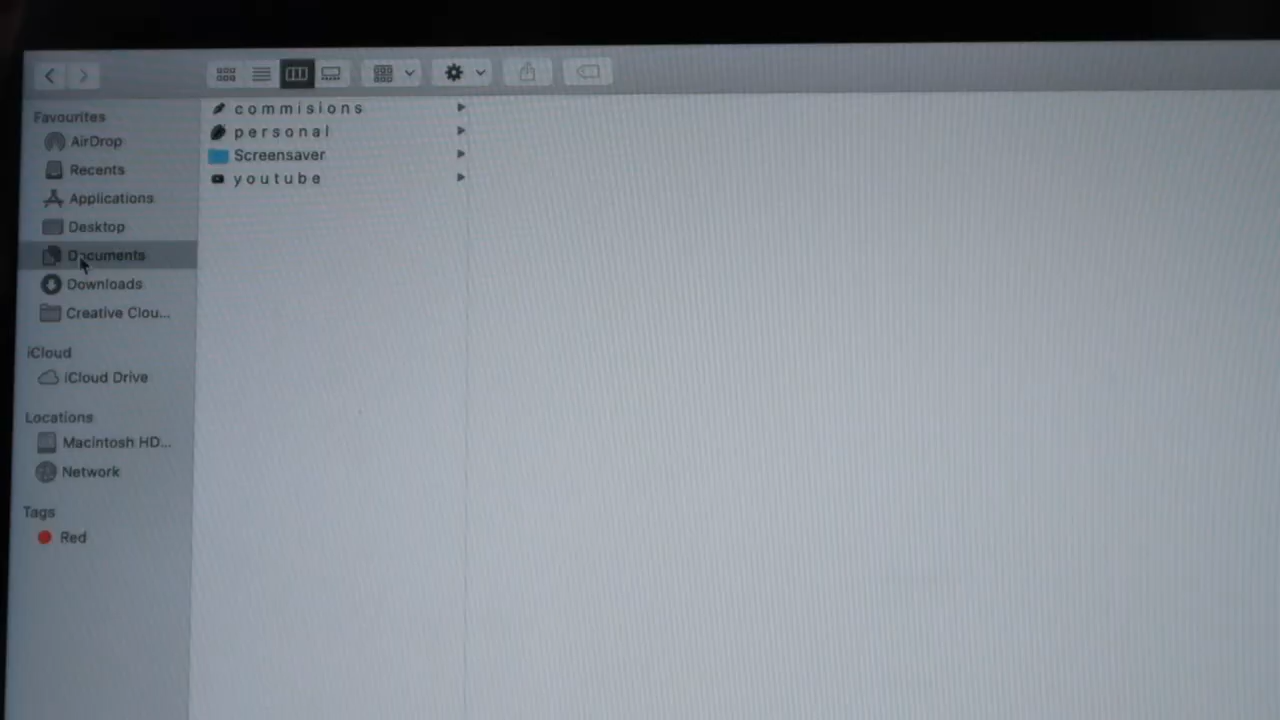 Favourites
AirDrop
Recents
Applications
Desktop
Documents
Downloads
Creative Clou...
iCloud
iCloud Drive
Locations
Macintosh HD...
Network
Tags
Red
commisions
personal
Screensaver
youtube